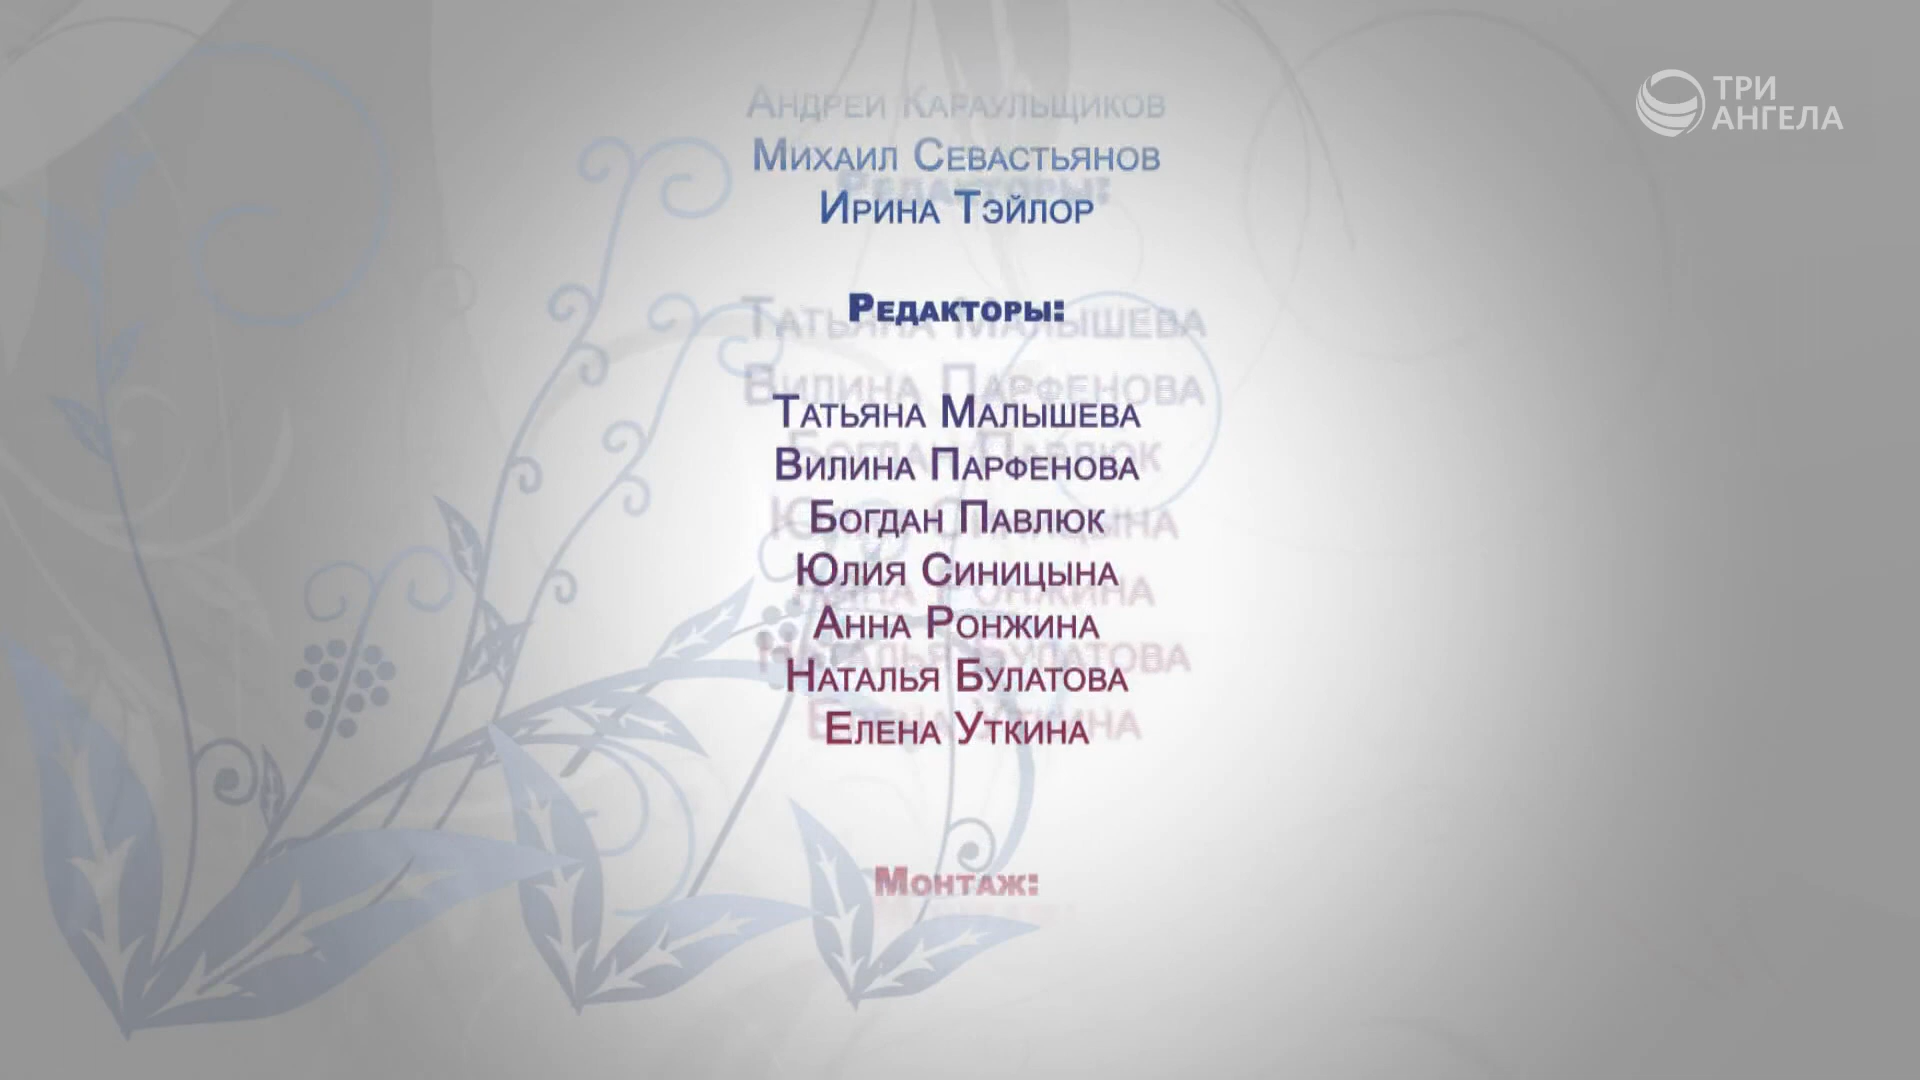 ТРИ
АНГЕЛА
Андрей Караульщиков
Михаил Севастьянов
Ирина Тэйлор
Редакторы:
Татьяна Малышева
Вилина Парфенова
Богдан Павлюк
Юлия Синицына
Анна Ронжина
Наталья Булатова
Елена Уткина
Монтаж: